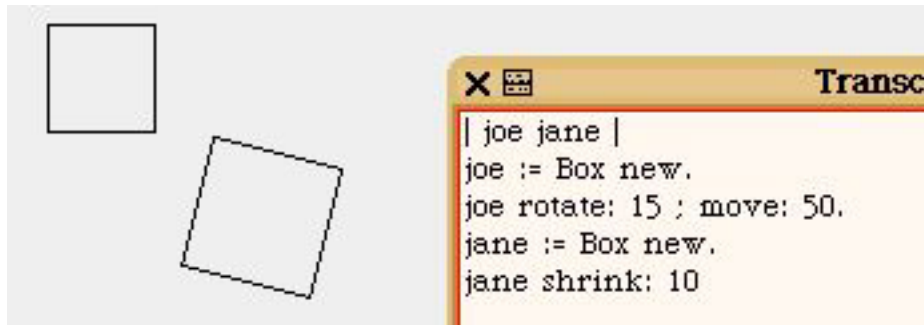 Transc
| joe jane |
joe := Box new.
joe rotate: 15 ; move: 50.
jane := Box new.
jane shrink: 10